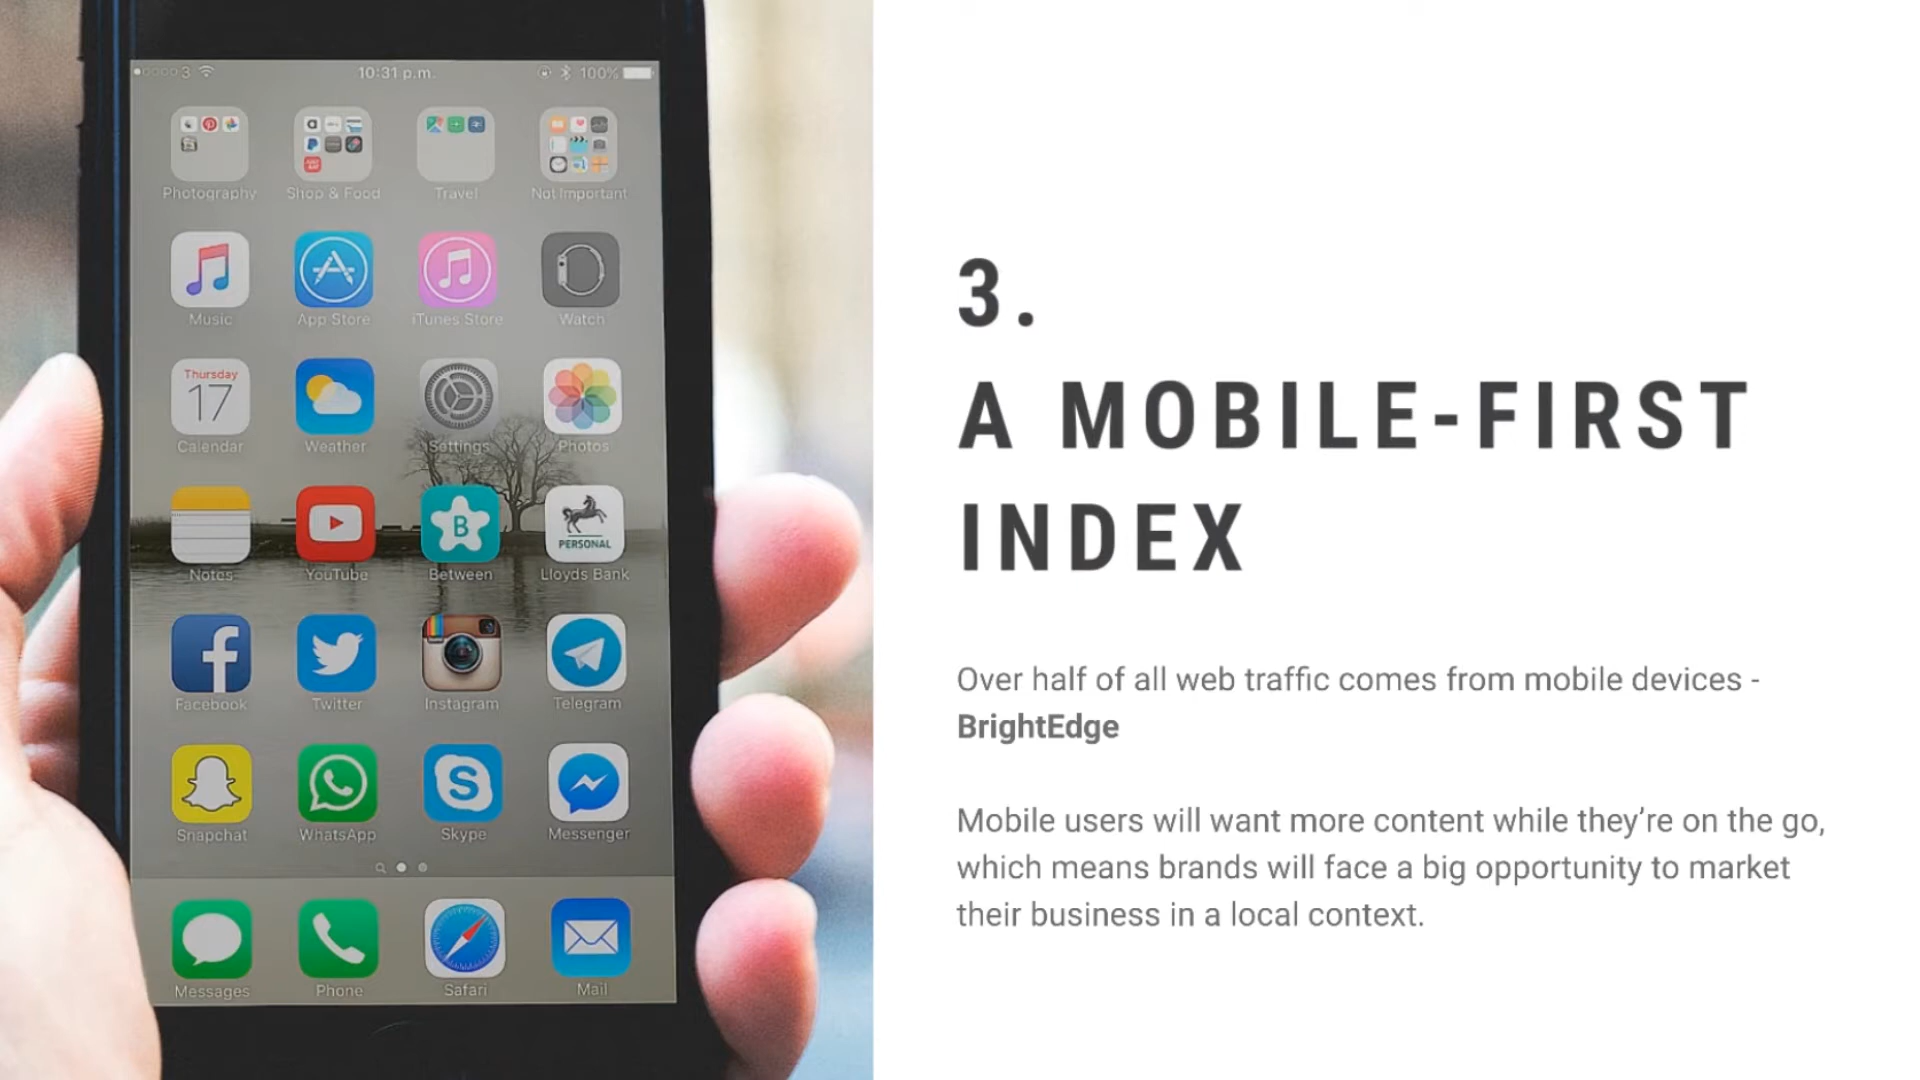 3 10:31 p.m. 100%
Photography Shop & Food Travel Not Important
Music App Store iTunes Store Watch
Thursday
17
Calendar Weather Settings Photos
B
PERSONAL
Notes YouTube Between Lloyds Bank
Facebook Twitter Instagram Telegram
Snapchat WhatsApp Skype Messenger
Messages Phone Safari Mail
3.
A MOBILE-FIRST
INDEX
Over half of all web traffic comes from mobile devices -
BrightEdge
Mobile users will want more content while they’re on the go,
which means brands will face a big opportunity to market
their business in a local context.